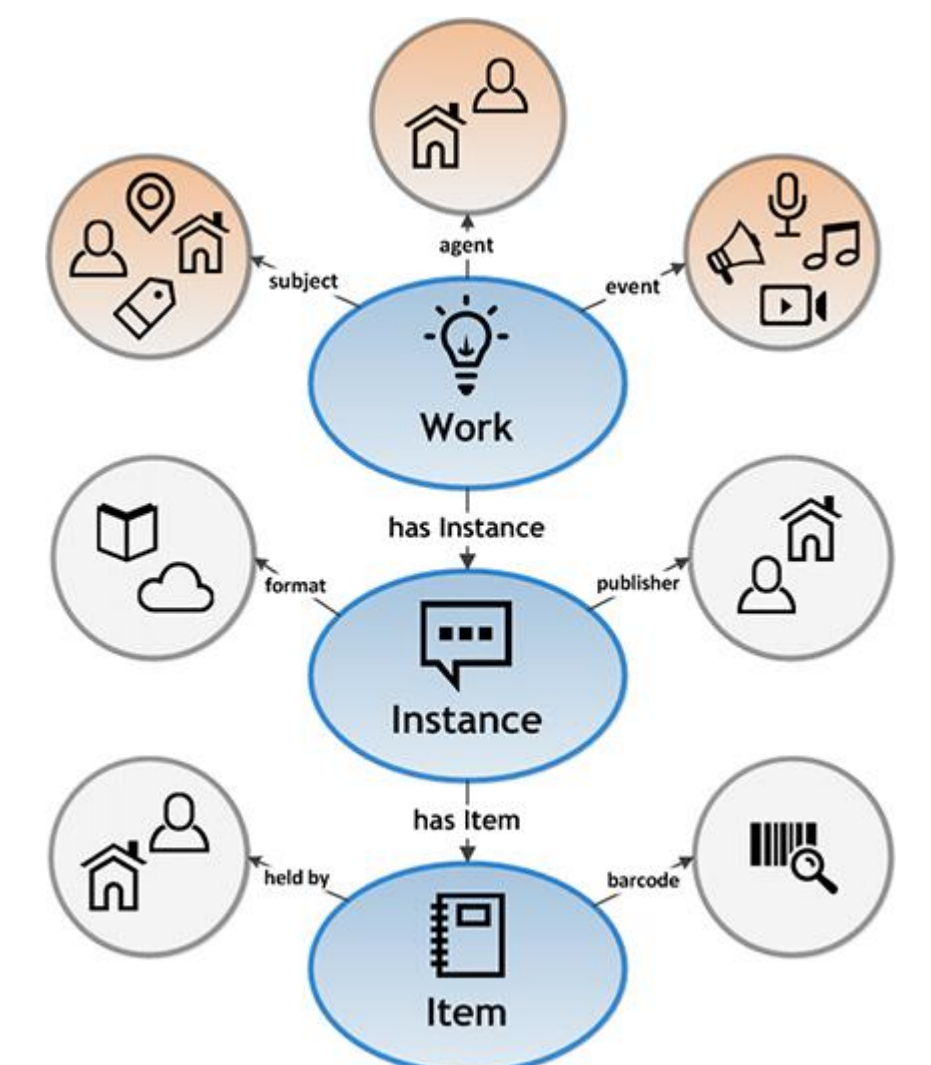 agent
subject
event
Work
has Instance
format
publisher
Instance
has Item
held by
barcode
Item